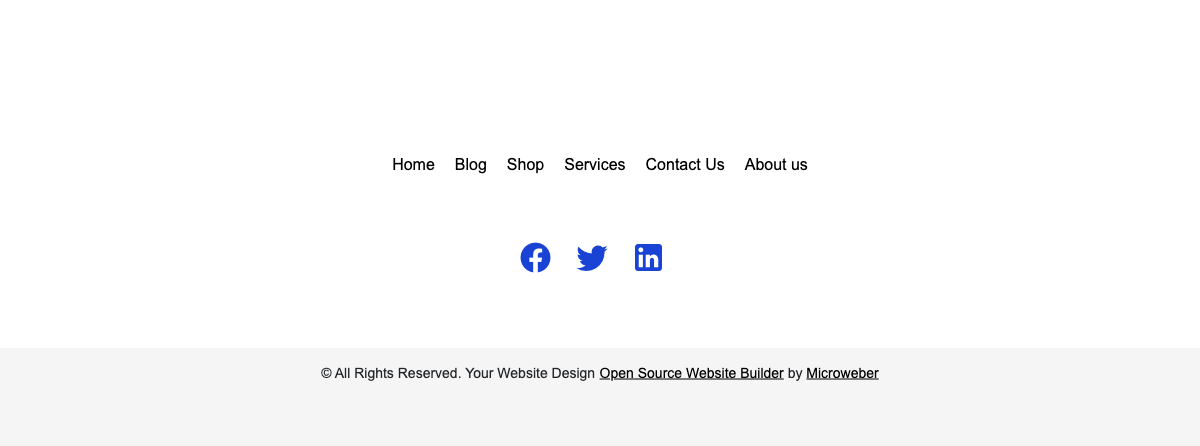 Home Blog Shop Services Contact Us About us
© All Rights Reserved. Your Website Design Open Source Website Builder by Microweber